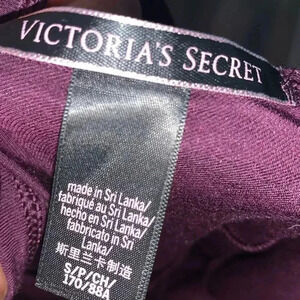 VICTORIA'S SECRET
made in Sri Lanka/
fabriqué au Sri Lanka/
hecho en Sri Lanka/
fabbricato in
Sri Lanka/
斯里兰卡制造
S/P/CH/
170/88A